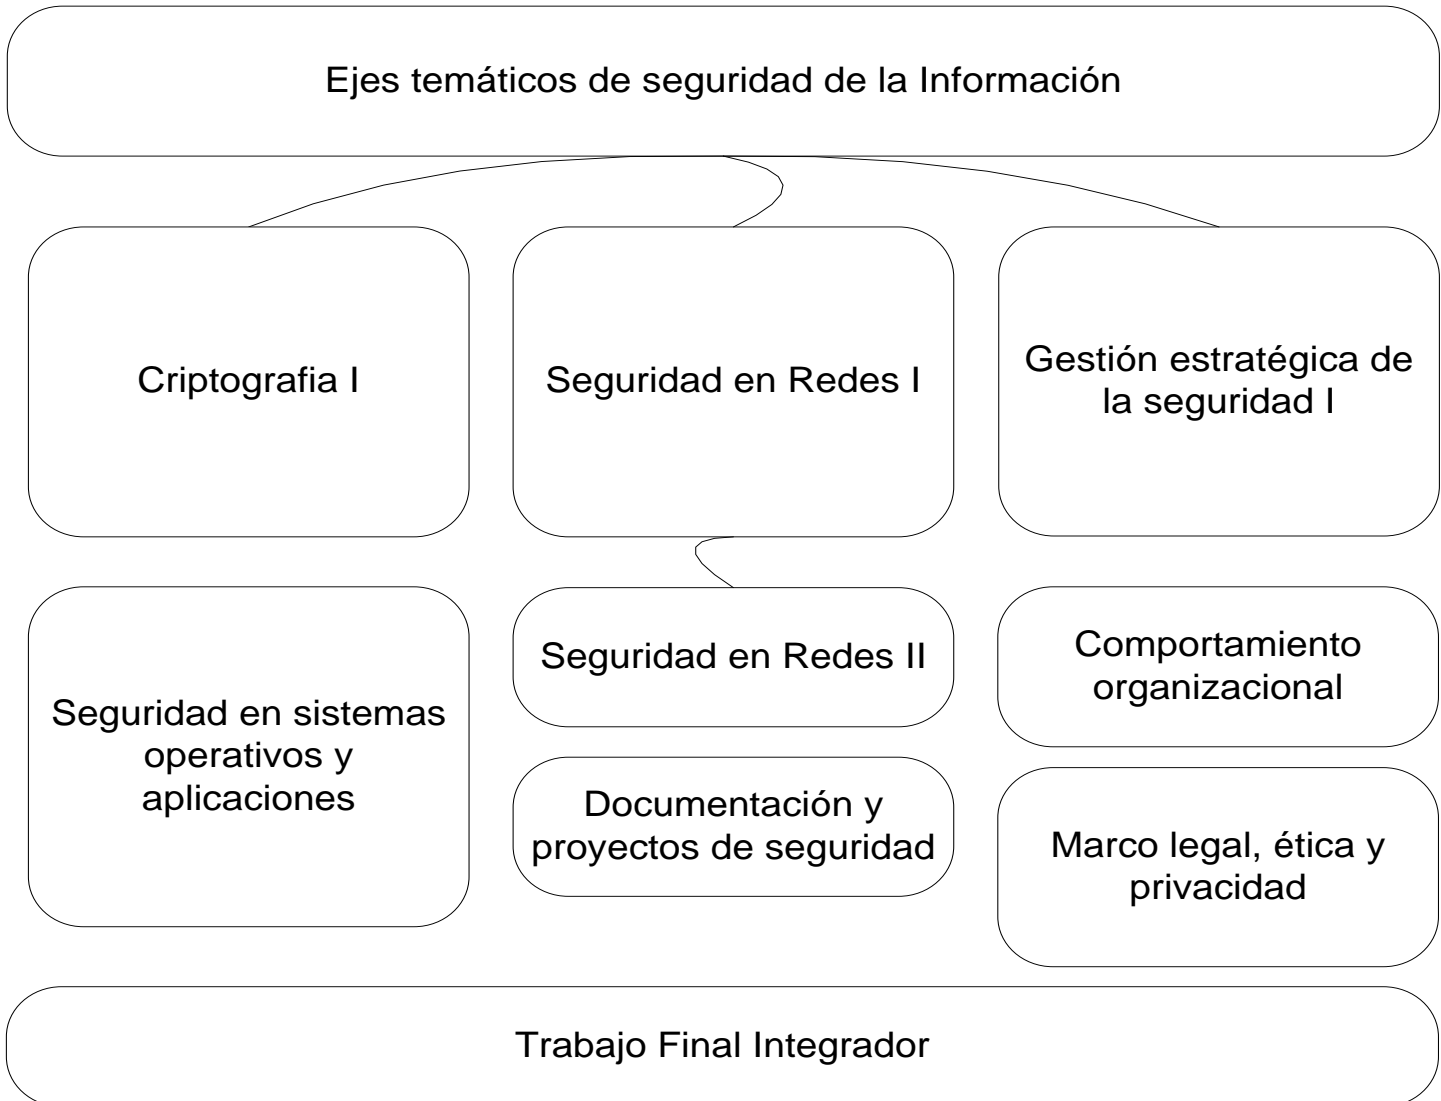 Ejes temáticos de seguridad de la Información
Criptografia I
Seguridad en Redes I
Gestión estratégica de
la seguridad I
Seguridad en sistemas
operativos y
aplicaciones
Seguridad en Redes II
Documentación y
proyectos de seguridad
Comportamiento
organizacional
Marco legal, ética y
privacidad
Trabajo Final Integrador